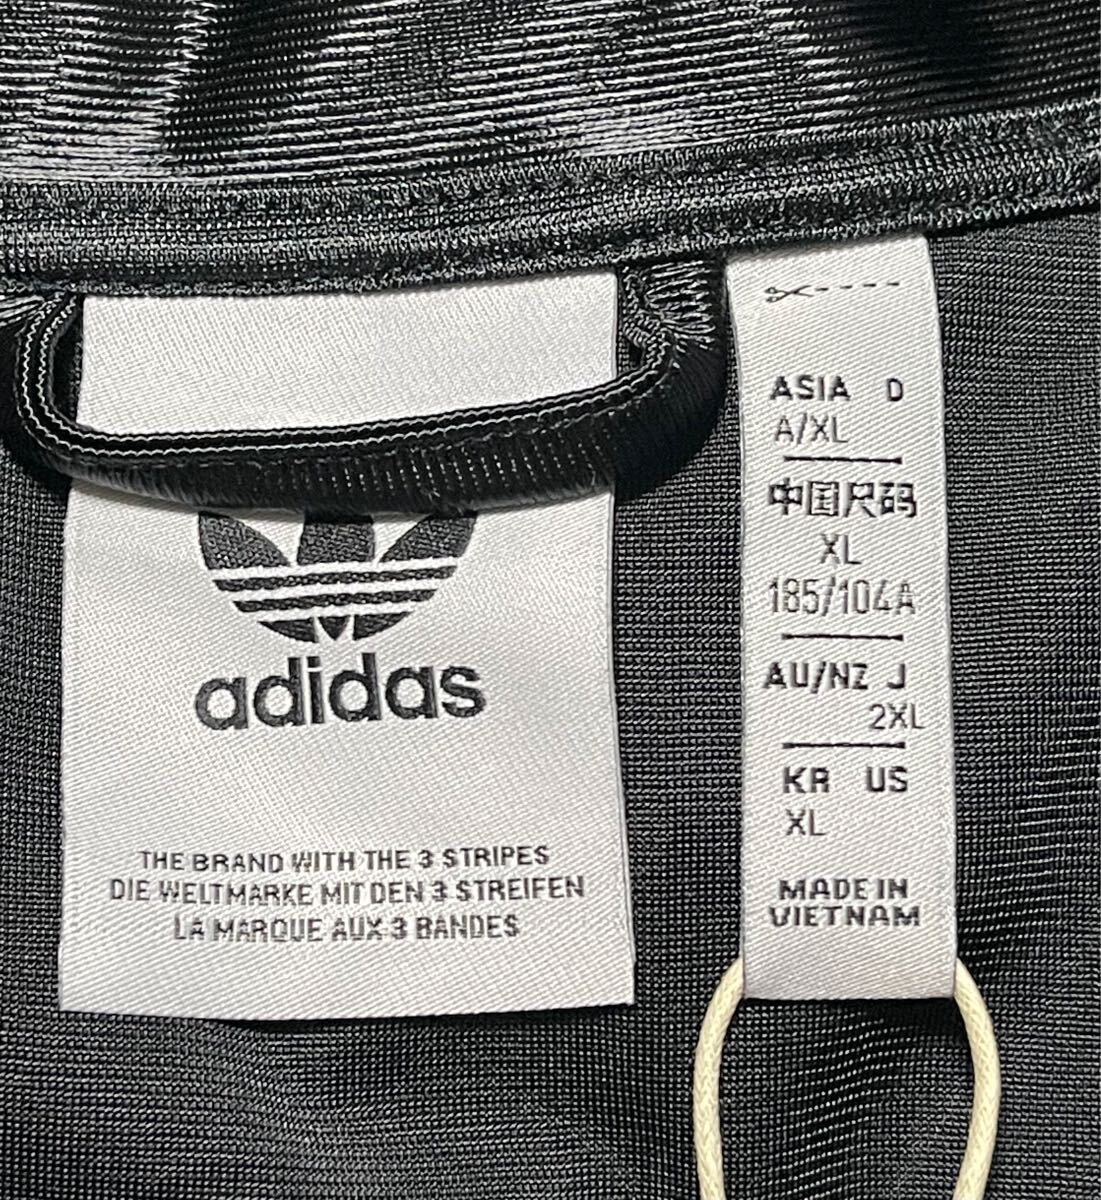 adidas
THE BRAND WITH THE 3 STRIPES
DIE WELTMARKE MIT DEN 3 STREIFEN
LA MARQUE AUX 3 BANDES
ASIA D
A/XL
中国尺码
XL
185/104A
AU/NZ J
2XL
KR US
XL
MADE IN
VIETNAM